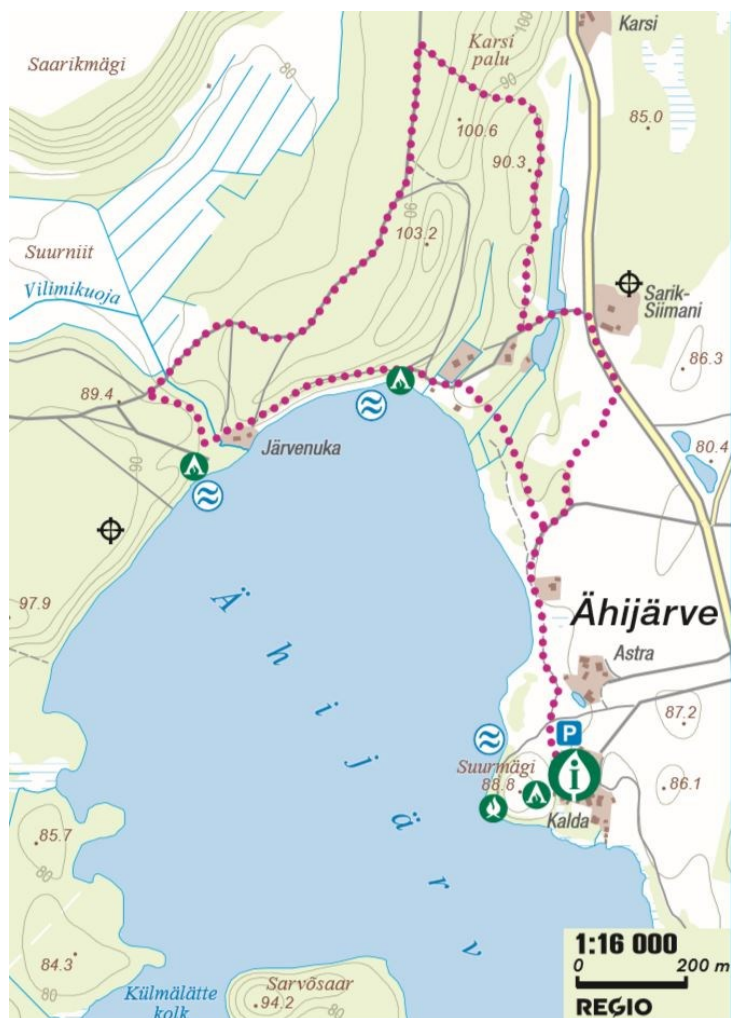 Karsi
Karsi
palu
Saarikmägi
80
90
100.6
85.0
90.3
90
103.2
Suurniit
Vilimikuoja
Sarik-
Siimani
86.3
89.4
80.4
Järvenuka
90
97.9
Ähijärv
Ähijärve
Astra
87.2
P
Suurmägi
88.8
i
86.1
Kalda
85.7
80
84.3
80
Külmälätte
kolk
Sarvõsaar
94.2
1:16 000
0 200 m
REGIO